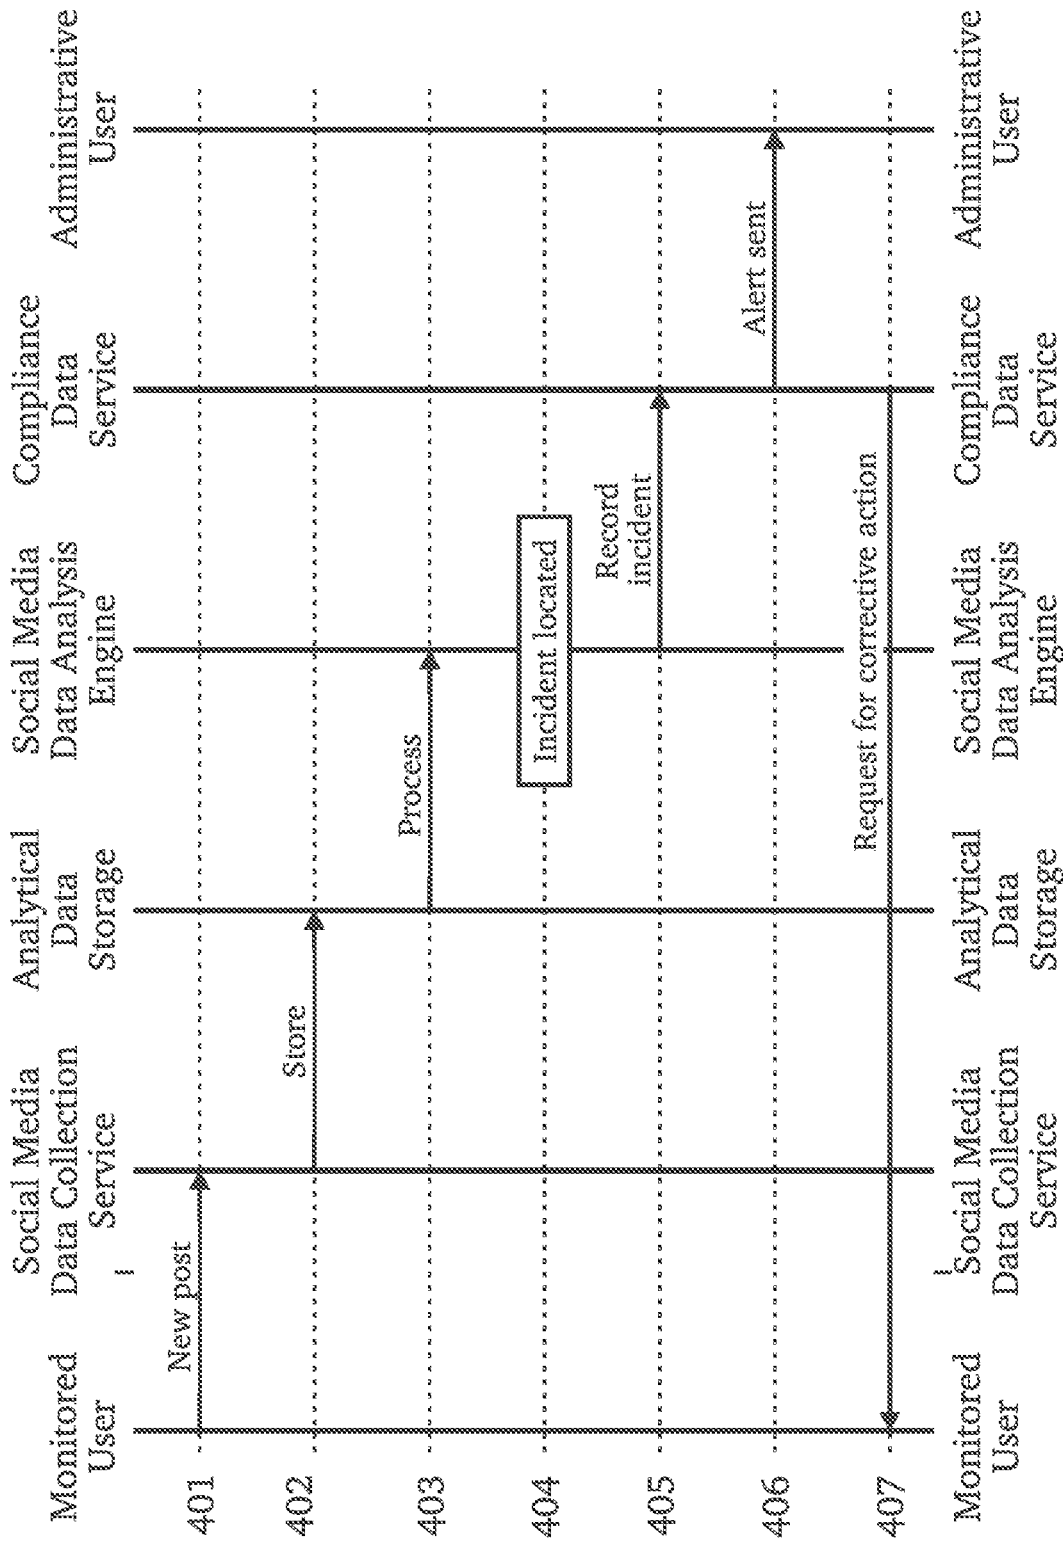 Monitored
User
Social Media
Data Collection
Service
Analytical
Data
Storage
Social Media
Data Analysis
Engine
Compliance
Data
Service
Administrative
User
401
New post
402
Store
403
Process
404
Incident located
405
Record
incident
406
Alert sent
407
Request for corrective action
Monitored
User
Social Media
Data Collection
Service
Analytical
Data
Storage
Social Media
Data Analysis
Engine
Compliance
Data
Service
Administrative
User